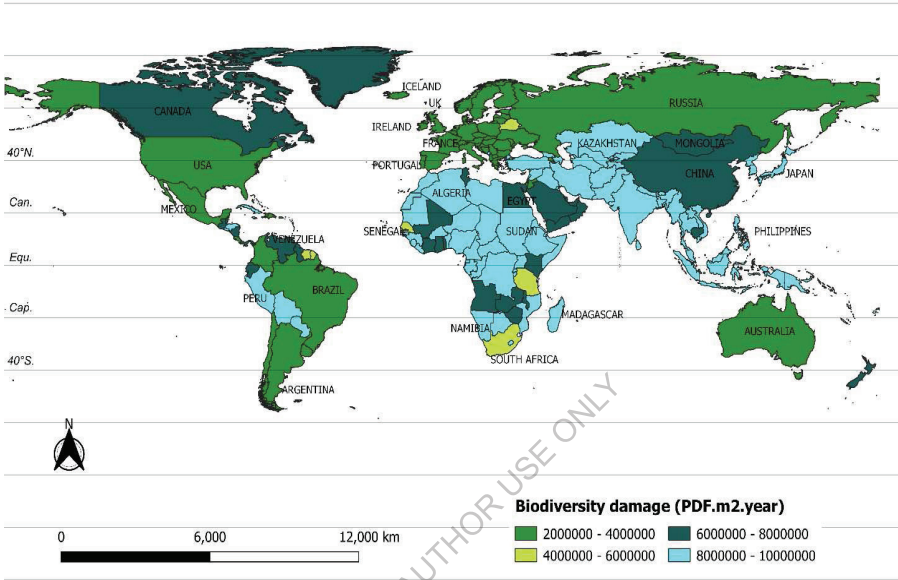 ICELAND
UK
RUSSIA
CANADA
IRELAND
FRANCE
KAZAKHSTAN
MONGOLIA
40°N.
USA
PORTUGAL
CHINA
JAPAN
ALGERIA
EGYPT
Can.
MEXICO
SENEGAL
SUDAN
PHILIPPINES
VENEZUELA
Equ.
BRAZIL
PERU
Cap.
NAMIBIA
MADAGASCAR
AUSTRALIA
40°S.
SOUTH AFRICA
ARGENTINA
N
AUTHOR USE ONLY
Biodiversity damage (PDF.m2.year)
2000000 - 4000000 6000000 - 8000000
4000000 - 6000000 8000000 - 10000000
0 6,000 12,000 km